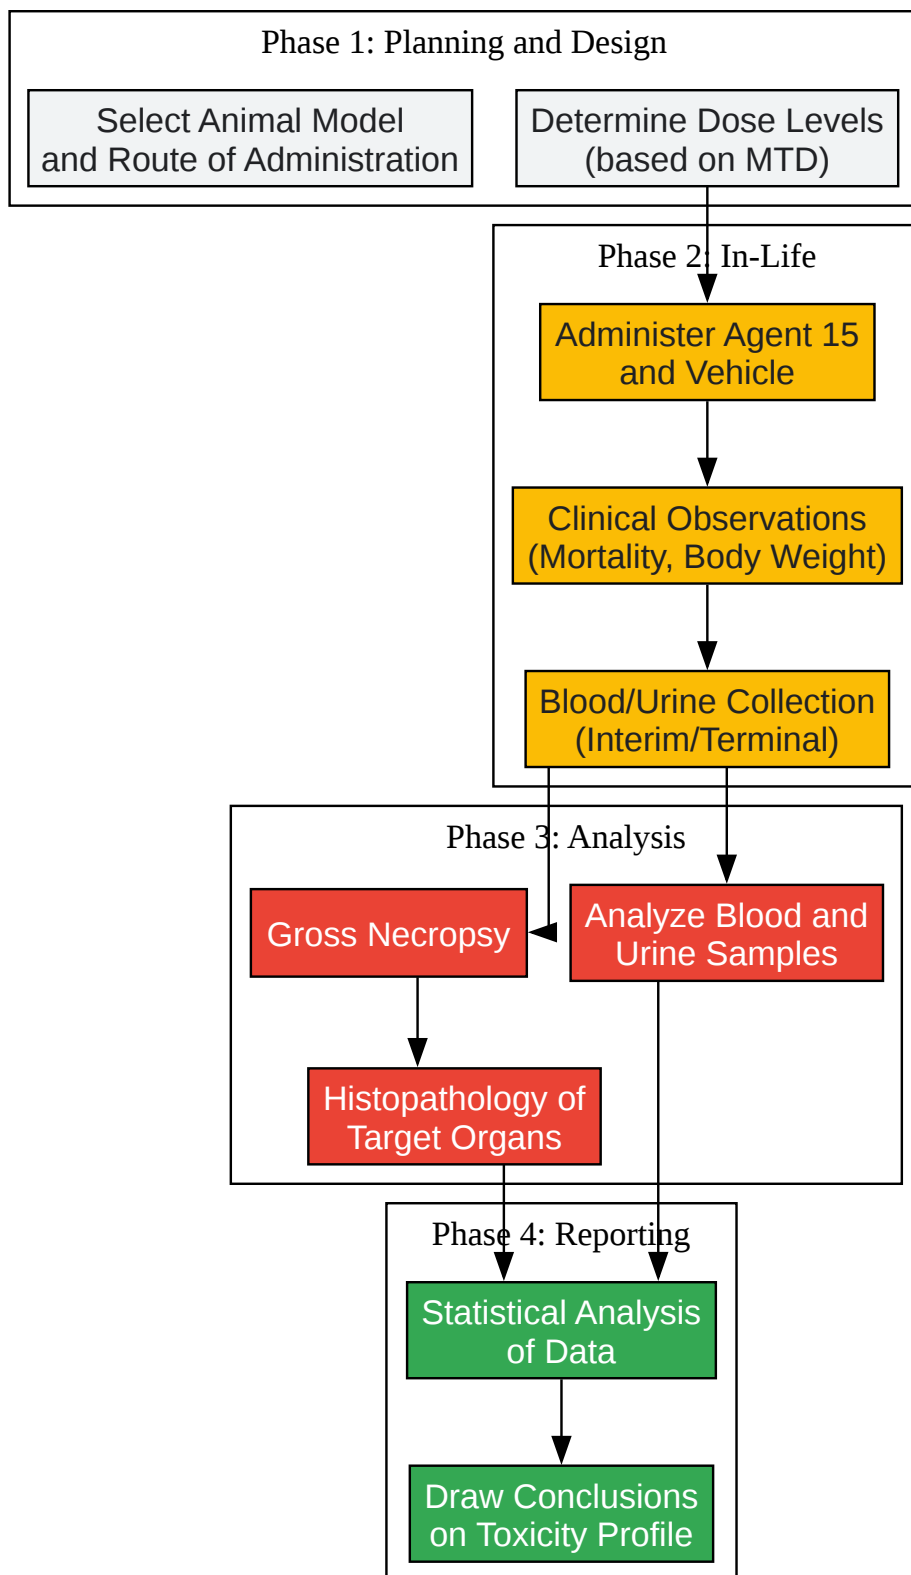 Phase 1: Planning and Design
Select Animal Model
and Route of Administration
Determine Dose Levels
(based on MTD)
Phase 2: In-Life
Administer Agent 15
and Vehicle
Clinical Observations
(Mortality, Body Weight)
Blood/Urine Collection
(Interim/Terminal)
Phase 3: Analysis
Gross Necropsy
Analyze Blood and
Urine Samples
Histopathology of
Target Organs
Phase 4: Reporting
Statistical Analysis
of Data
Draw Conclusions
on Toxicity Profile